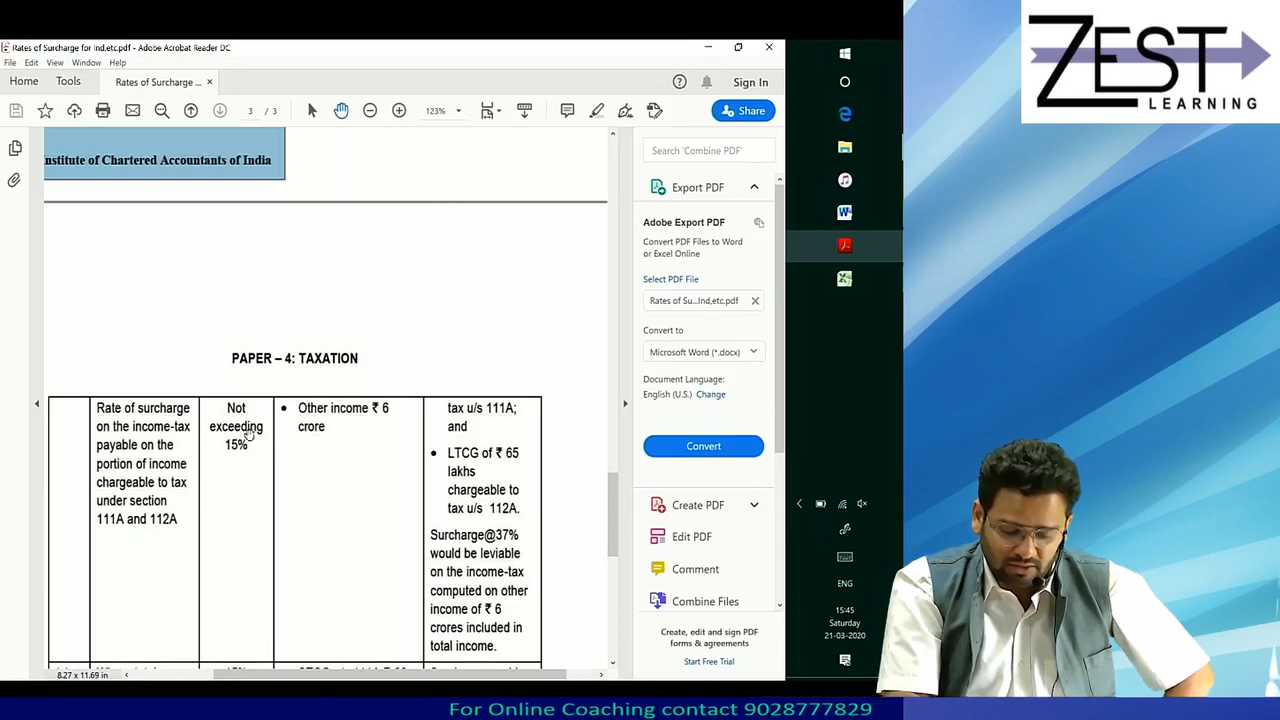 Rates of Surcharge for Ind,etc.pdf - Adobe Acrobat Reader DC
File Edit View Window Help
Home Tools Rates of Surcharge ... ×
Sign In
3 / 3
123%
Share
Institute of Chartered Accountants of India
PAPER – 4: TAXATION
Rate of surcharge
on the income-tax
payable on the
portion of income
chargeable to tax
under section
111A and 112A
Not
exceeding
15%
• Other income ₹ 6
crore
tax u/s 111A;
and
• LTCG of ₹ 65
lakhs
chargeable to
tax u/s 112A.
Surcharge@37%
would be leviable
on the income-tax
computed on other
income of ₹ 6
crores included in
total income.
8.27 x 11.69 in
Search 'Combine PDF'
Export PDF
Adobe Export PDF
Convert PDF Files to Word
or Excel Online
Select PDF File
Rates of Su...Ind,etc.pdf
Convert to
Microsoft Word (*.docx)
Document Language:
English (U.S.) Change
Convert
Create PDF
Edit PDF
Comment
Combine Files
Create, edit and sign PDF
forms & agreements
Start Free Trial
ENG
15:45
Saturday
21-03-2020
ZEST
LEARNING
For Online Coaching contact 9028777829